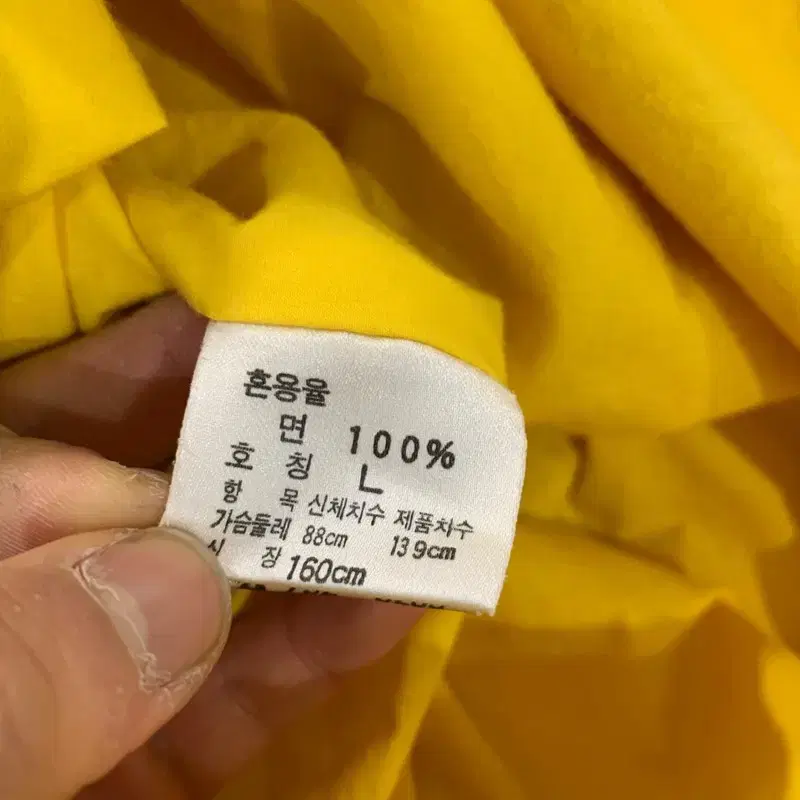 혼용율
면 100%
호 칭 L
항 목 신체치수 제품차수
가슴둘레 88cm 139cm
신 장 160cm